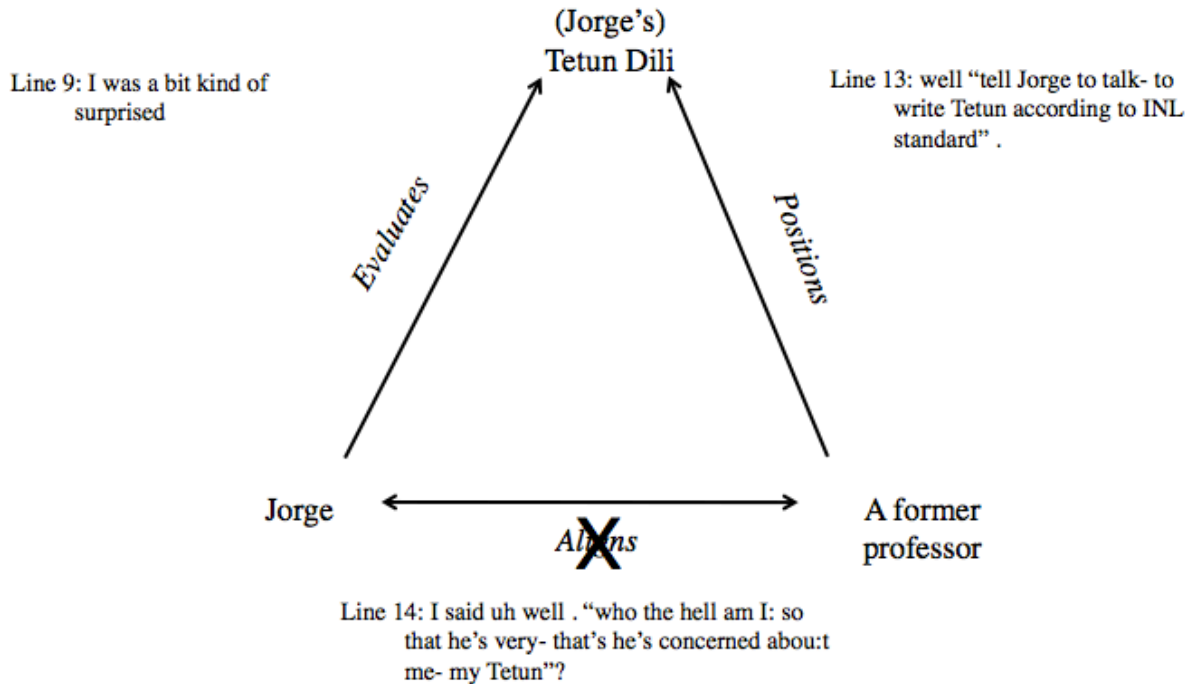 (Jorge's)
Tetun Dili
Line 9: I was a bit kind of
surprised
Line 13: well “tell Jorge to talk- to
write Tetun according to INL
standard” .
Evaluates
Positions
Jorge
A former
professor
Aligns
X
Line 14: I said uh well . “who the hell am I: so
that he's very- that's he's concerned abou:t
me- my Tetun”?